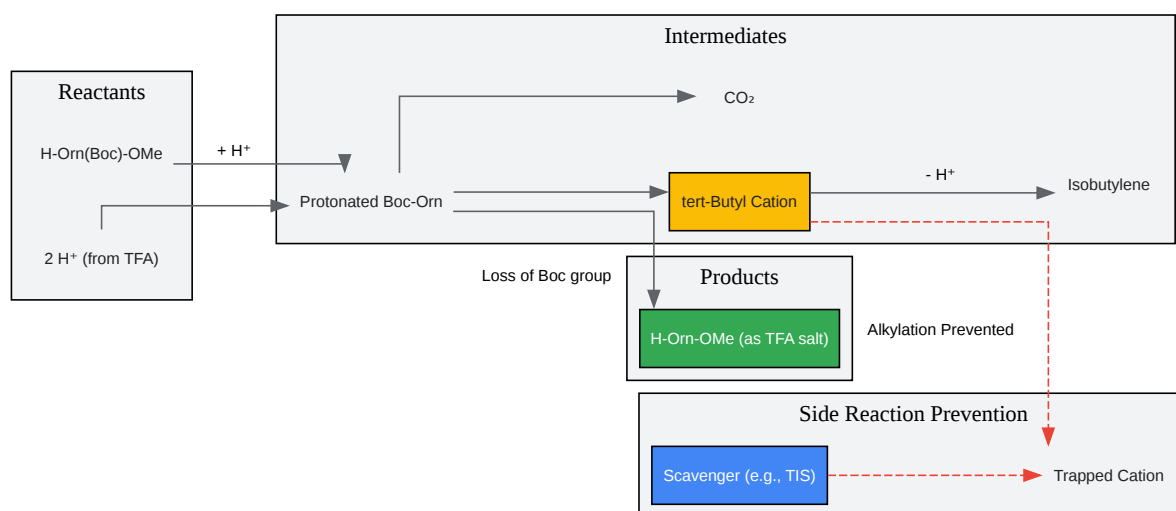 Intermediates
Reactants
CO₂
H-Orn(Boc)-OMe
+ H⁺
- H⁺
Isobutylene
Protonated Boc-Orn
tert-Butyl Cation
2 H⁺ (from TFA)
Loss of Boc group
Products
H-Orn-OMe (as TFA salt)
Alkylation Prevented
Side Reaction Prevention
Scavenger (e.g., TIS)
Trapped Cation